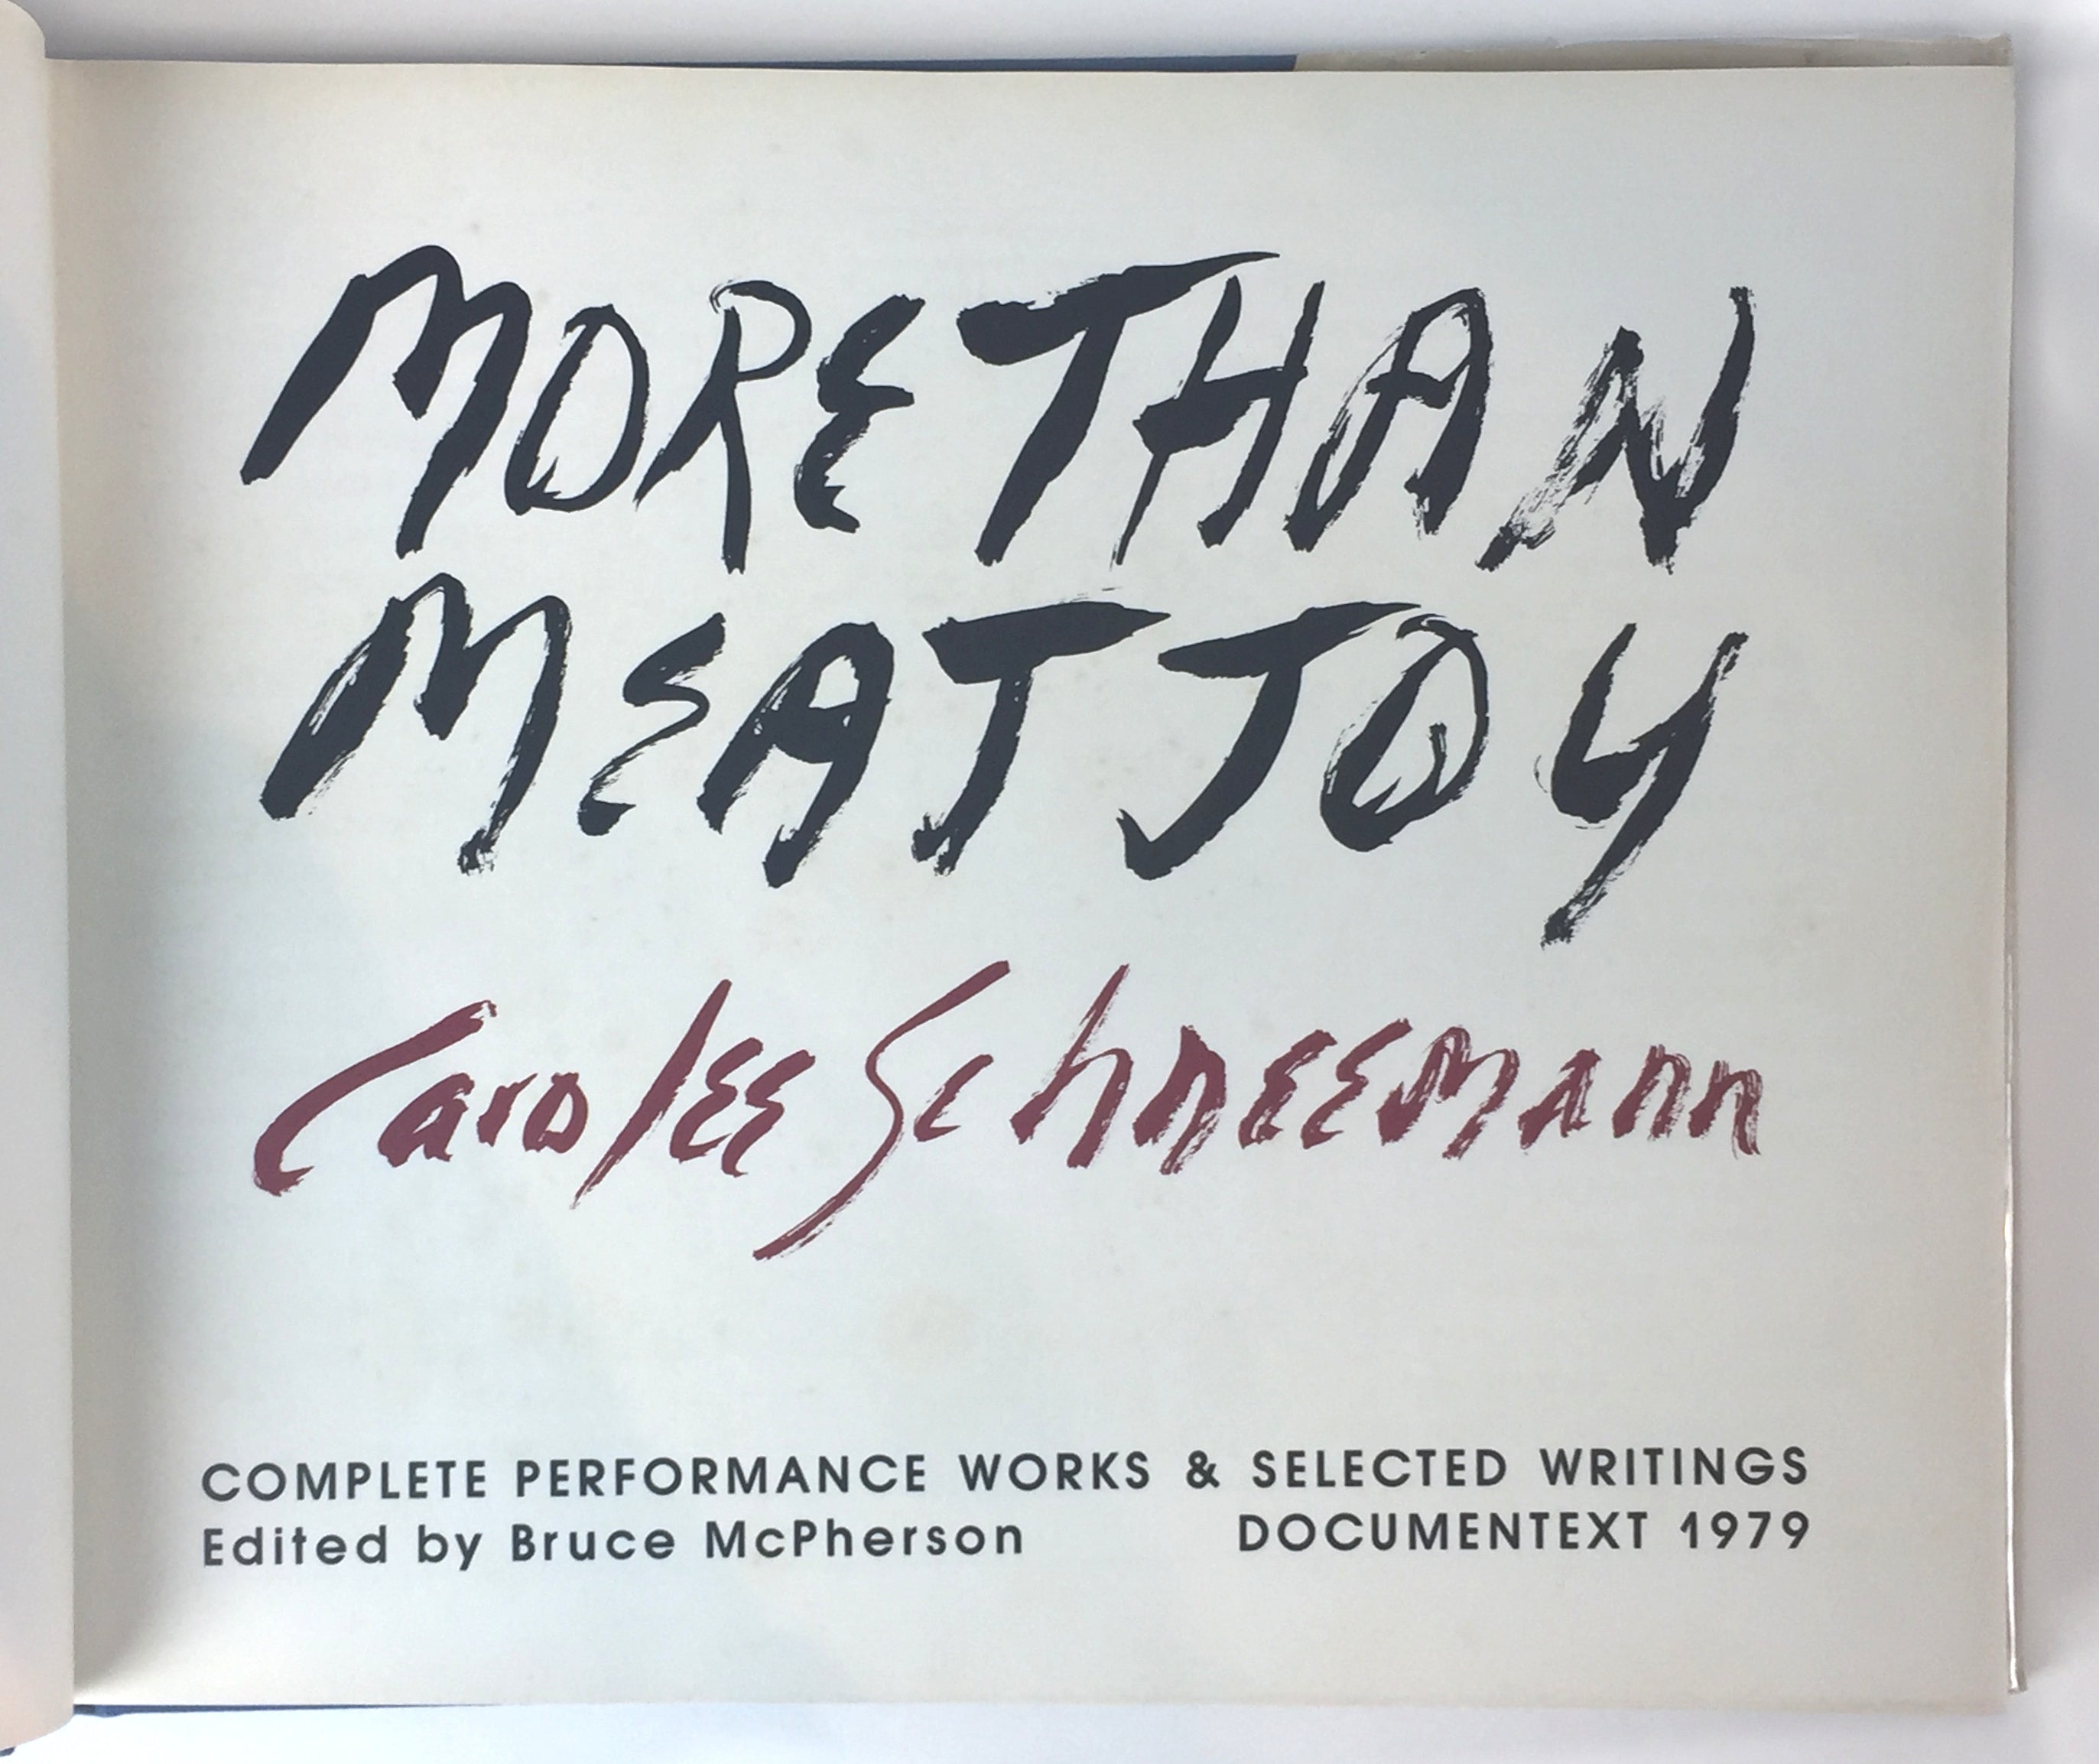 MORE THAN
MEAT JOY
Carolee Schneemann
COMPLETE PERFORMANCE WORKS & SELECTED WRITINGS
Edited by Bruce McPherson DOCUMENTEXT 1979